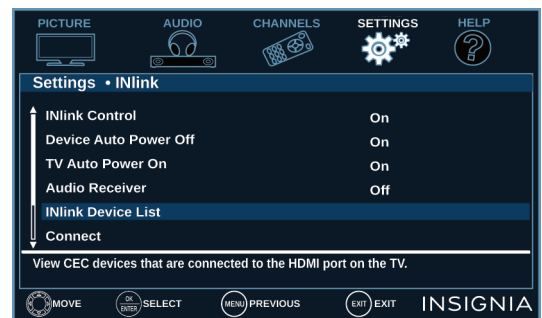 PICTURE AUDIO CHANNELS SETTINGS HELP
Settings • INlink
INlink Control On
Device Auto Power Off On
TV Auto Power On On
Audio Receiver Off
INlink Device List
Connect
View CEC devices that are connected to the HDMI port on the TV.
MOVE OK ENTER SELECT MENU PREVIOUS EXIT EXIT INSIGNIA